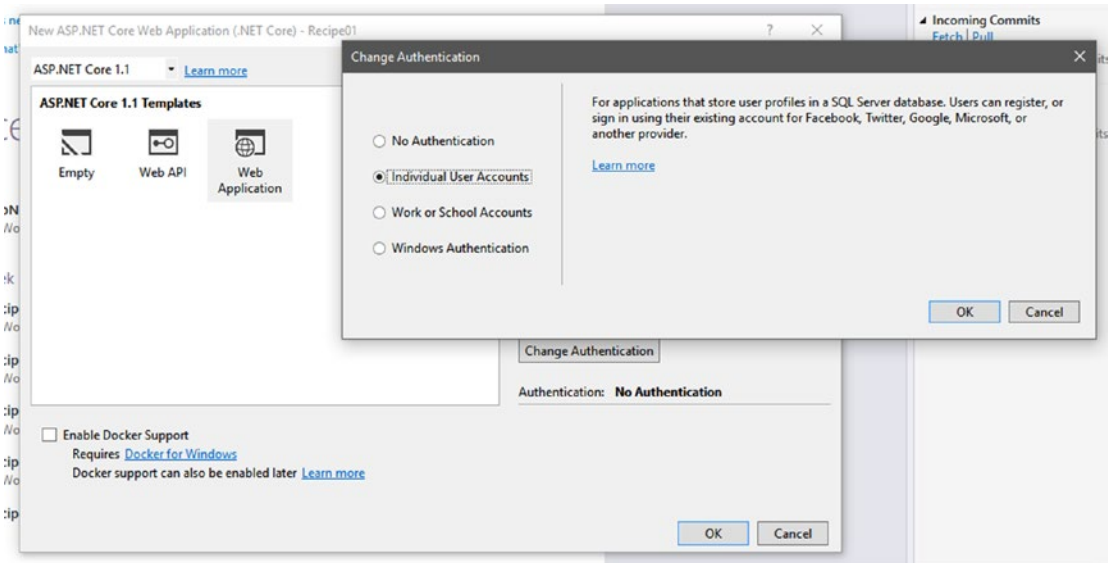 New ASP.NET Core Web Application (.NET Core) - Recipe01
?
ASP.NET Core 1.1
Learn more
ASP.NET Core 1.1 Templates
Empty
Web API
Web
Application
Enable Docker Support
Requires Docker for Windows
Docker support can also be enabled later Learn more
Change Authentication
Authentication: No Authentication
OK
Cancel
Change Authentication
No Authentication
Individual User Accounts
Work or School Accounts
Windows Authentication
For applications that store user profiles in a SQL Server database. Users can register, or
sign in using their existing account for Facebook, Twitter, Google, Microsoft, or
another provider.
Learn more
OK
Cancel
Incoming Commits
Fetch | Pull